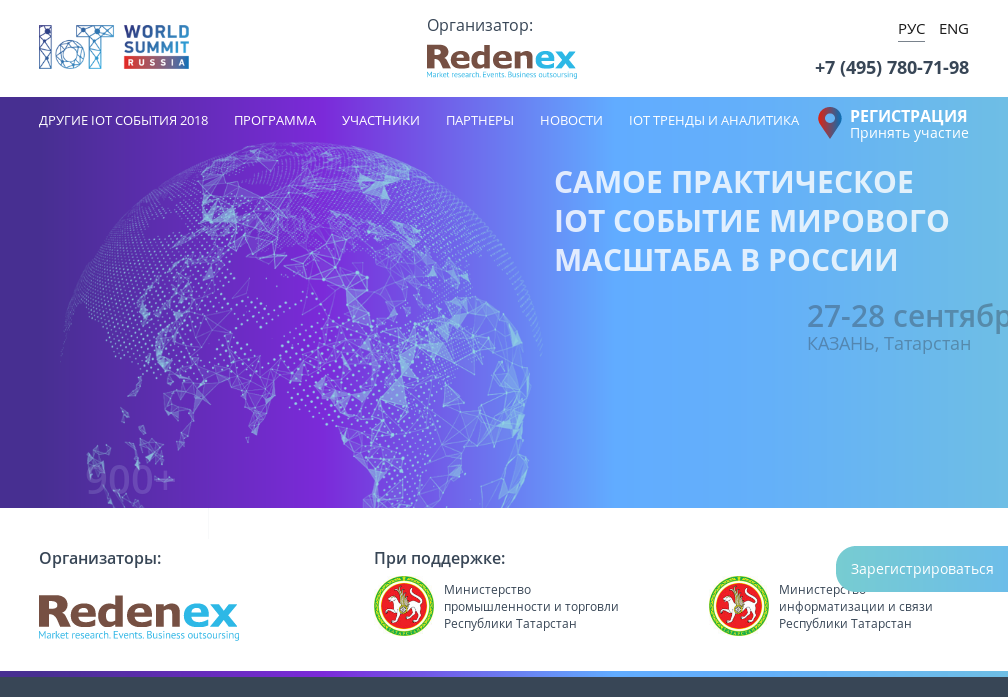 IoT WORLD
SUMMIT
RUSSIA
Организатор:
Redenex
Market research. Events. Business outsourcing
РУС ENG
+7 (495) 780-71-98
ДРУГИЕ IOT СОБЫТИЯ 2018 ПРОГРАММА УЧАСТНИКИ ПАРТНЕРЫ НОВОСТИ IOT ТРЕНДЫ И АНАЛИТИКА
РЕГИСТРАЦИЯ
Принять участие
САМОЕ ПРАКТИЧЕСКОЕ
IOT СОБЫТИЕ МИРОВОГО
МАСШТАБА В РОССИИ
27-28 сентябр
КАЗАНЬ, Татарстан
900+
Организаторы:
Redenex
Market research. Events. Business outsoursing
При поддержке:
Министерство
промышленности и торговли
Республики Татарстан
Министерство
информатизации и связи
Республики Татарстан
Зарегистрироваться